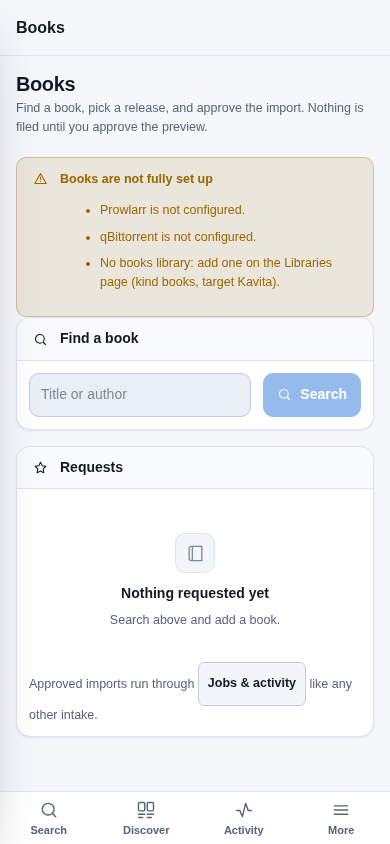 Books
Books
Find a book, pick a release, and approve the import. Nothing is
filed until you approve the preview.
Books are not fully set up
• Prowlarr is not configured.
• qBittorrent is not configured.
• No books library: add one on the Libraries
page (kind books, target Kavita).
Find a book
Title or author
Search
Requests
Nothing requested yet
Search above and add a book.
Approved imports run through Jobs & activity like any
other intake.
Search Discover Activity More